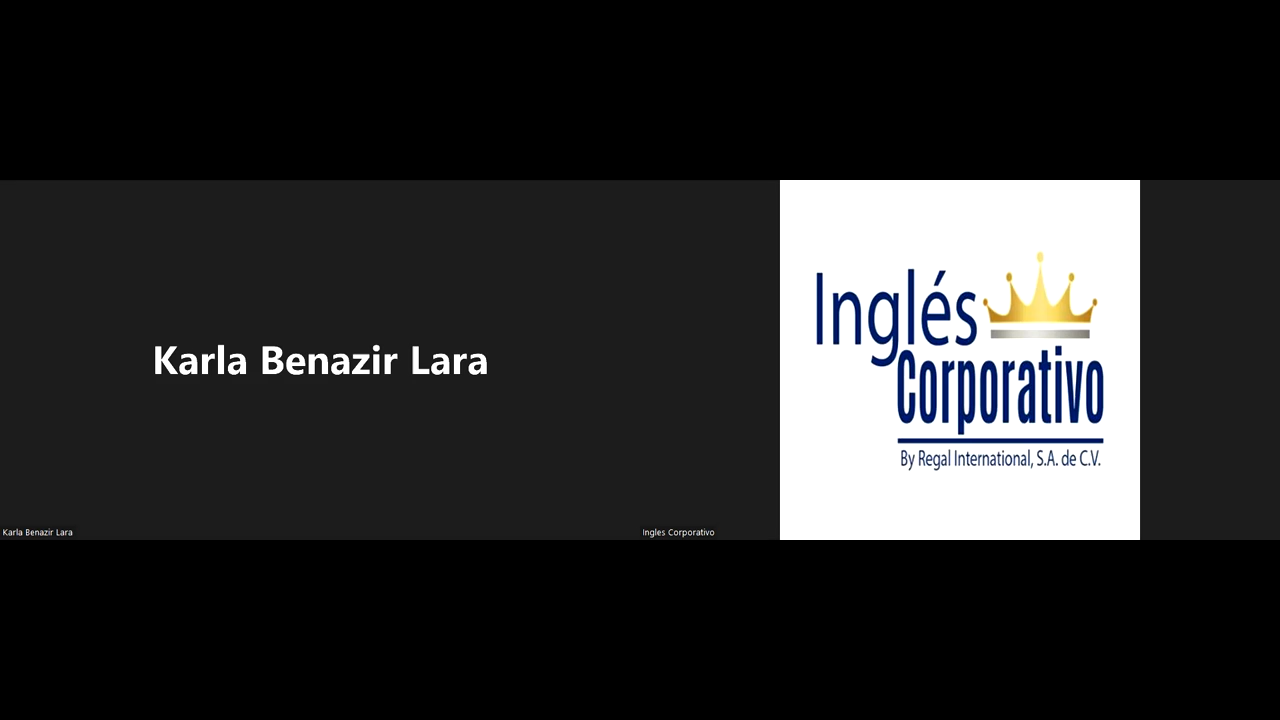 Karla Benazir Lara
Karla Benazir Lara
Inglés
Corporativo
By Regal International, S.A. de C.V.
Ingles Corporativo